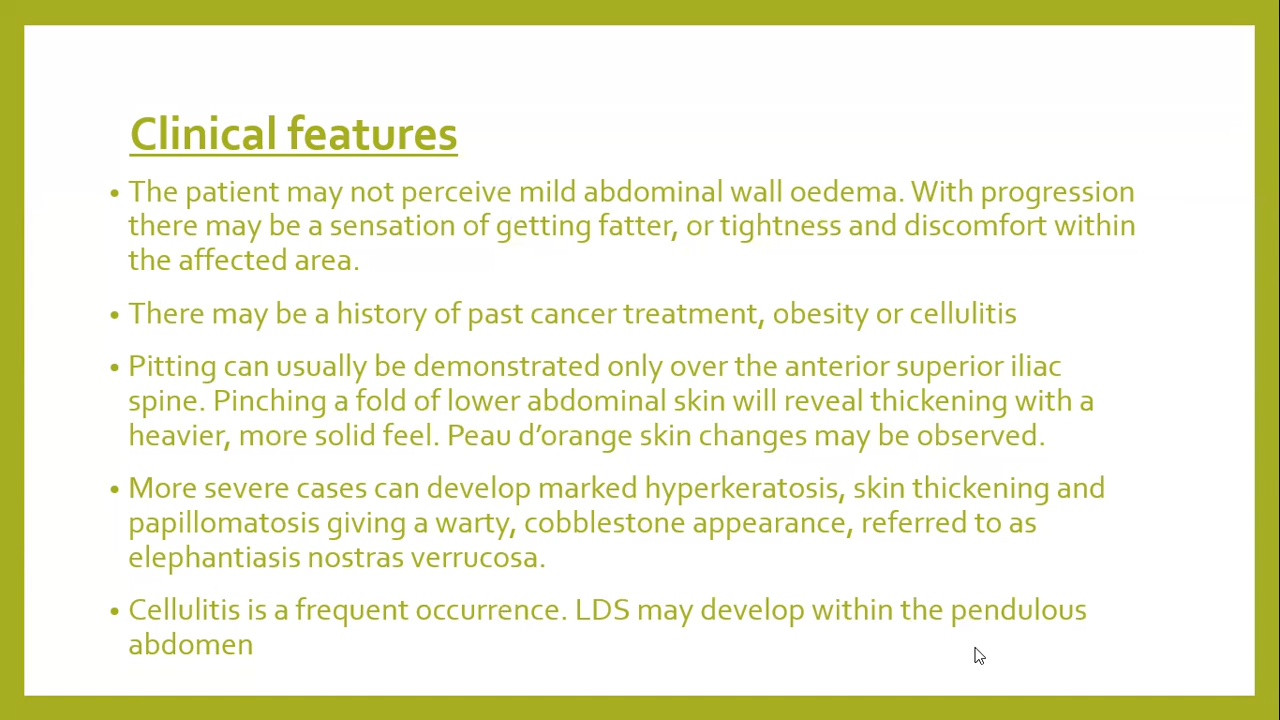 Clinical features
• The patient may not perceive mild abdominal wall oedema. With progression
there may be a sensation of getting fatter, or tightness and discomfort within
the affected area.
• There may be a history of past cancer treatment, obesity or cellulitis
• Pitting can usually be demonstrated only over the anterior superior iliac
spine. Pinching a fold of lower abdominal skin will reveal thickening with a
heavier, more solid feel. Peau d’orange skin changes may be observed.
• More severe cases can develop marked hyperkeratosis, skin thickening and
papillomatosis giving a warty, cobblestone appearance, referred to as
elephantiasis nostras verrucosa.
• Cellulitis is a frequent occurrence. LDS may develop within the pendulous
abdomen